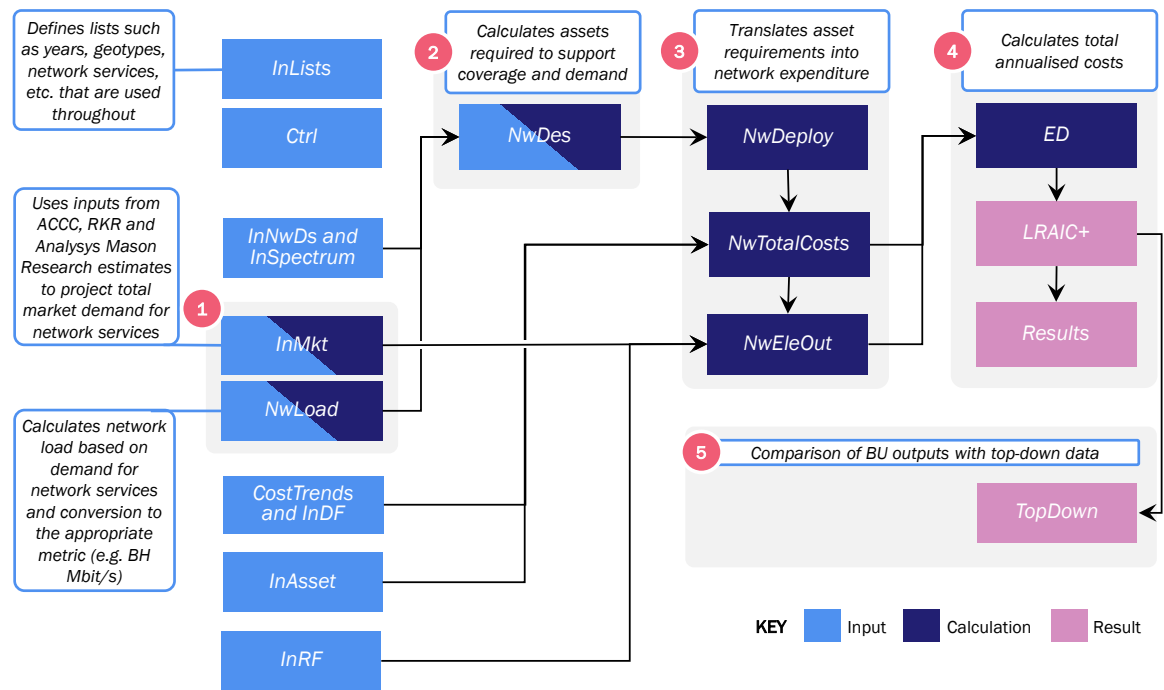 Defines lists such
as years, geotypes,
network services,
etc. that are used
throughout
InLists
Ctrl
Uses inputs from
ACCC, RKR and
Analysys Mason
Research estimates
to project total
market demand for
network services
InNwDs and
InSpectrum
1
InMkt
NwLoad
Calculates network
load based on
demand for
network services
and conversion to
the appropriate
metric (e.g. BH
Mbit/s)
CostTrends
and InDF
InAsset
InRF
2
Calculates assets
required to support
coverage and demand
NwDes
3
Translates asset
requirements into
network expenditure
NwDeploy
NwTotalCosts
NwEleOut
4
Calculates total
annualised costs
ED
LRAIC+
Results
5
Comparison of BU outputs with top-down data
TopDown
KEY
Input
Calculation
Result